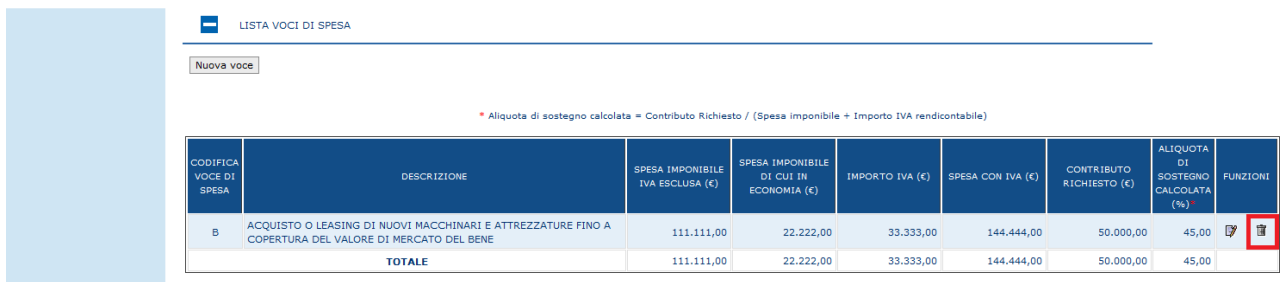 LISTA VOCI DI SPESA
Nuova voce
* Aliquota di sostegno calcolata = Contributo Richiesto / (Spesa imponibile + Importo IVA rendicontabile)
CODIFICA VOCE DI SPESA DESCRIZIONE SPESA IMPONIBILE IVA ESCLUSA (€) SPESA IMPONIBILE DI CUI IN ECONOMIA (€) IMPORTO IVA (€) SPESA CON IVA (€) CONTRIBUTO RICHIESTO (€) ALIQUOTA DI SOSTEGNO CALCOLATA (%)* FUNZIONI
B ACQUISTO O LEASING DI NUOVI MACCHINARI E ATTREZZATURE FINO A COPERTURA DEL VALORE DI MERCATO DEL BENE 111.111,00 22.222,00 33.333,00 144.444,00 50.000,00 45,00
TOTALE 111.111,00 22.222,00 33.333,00 144.444,00 50.000,00 45,00